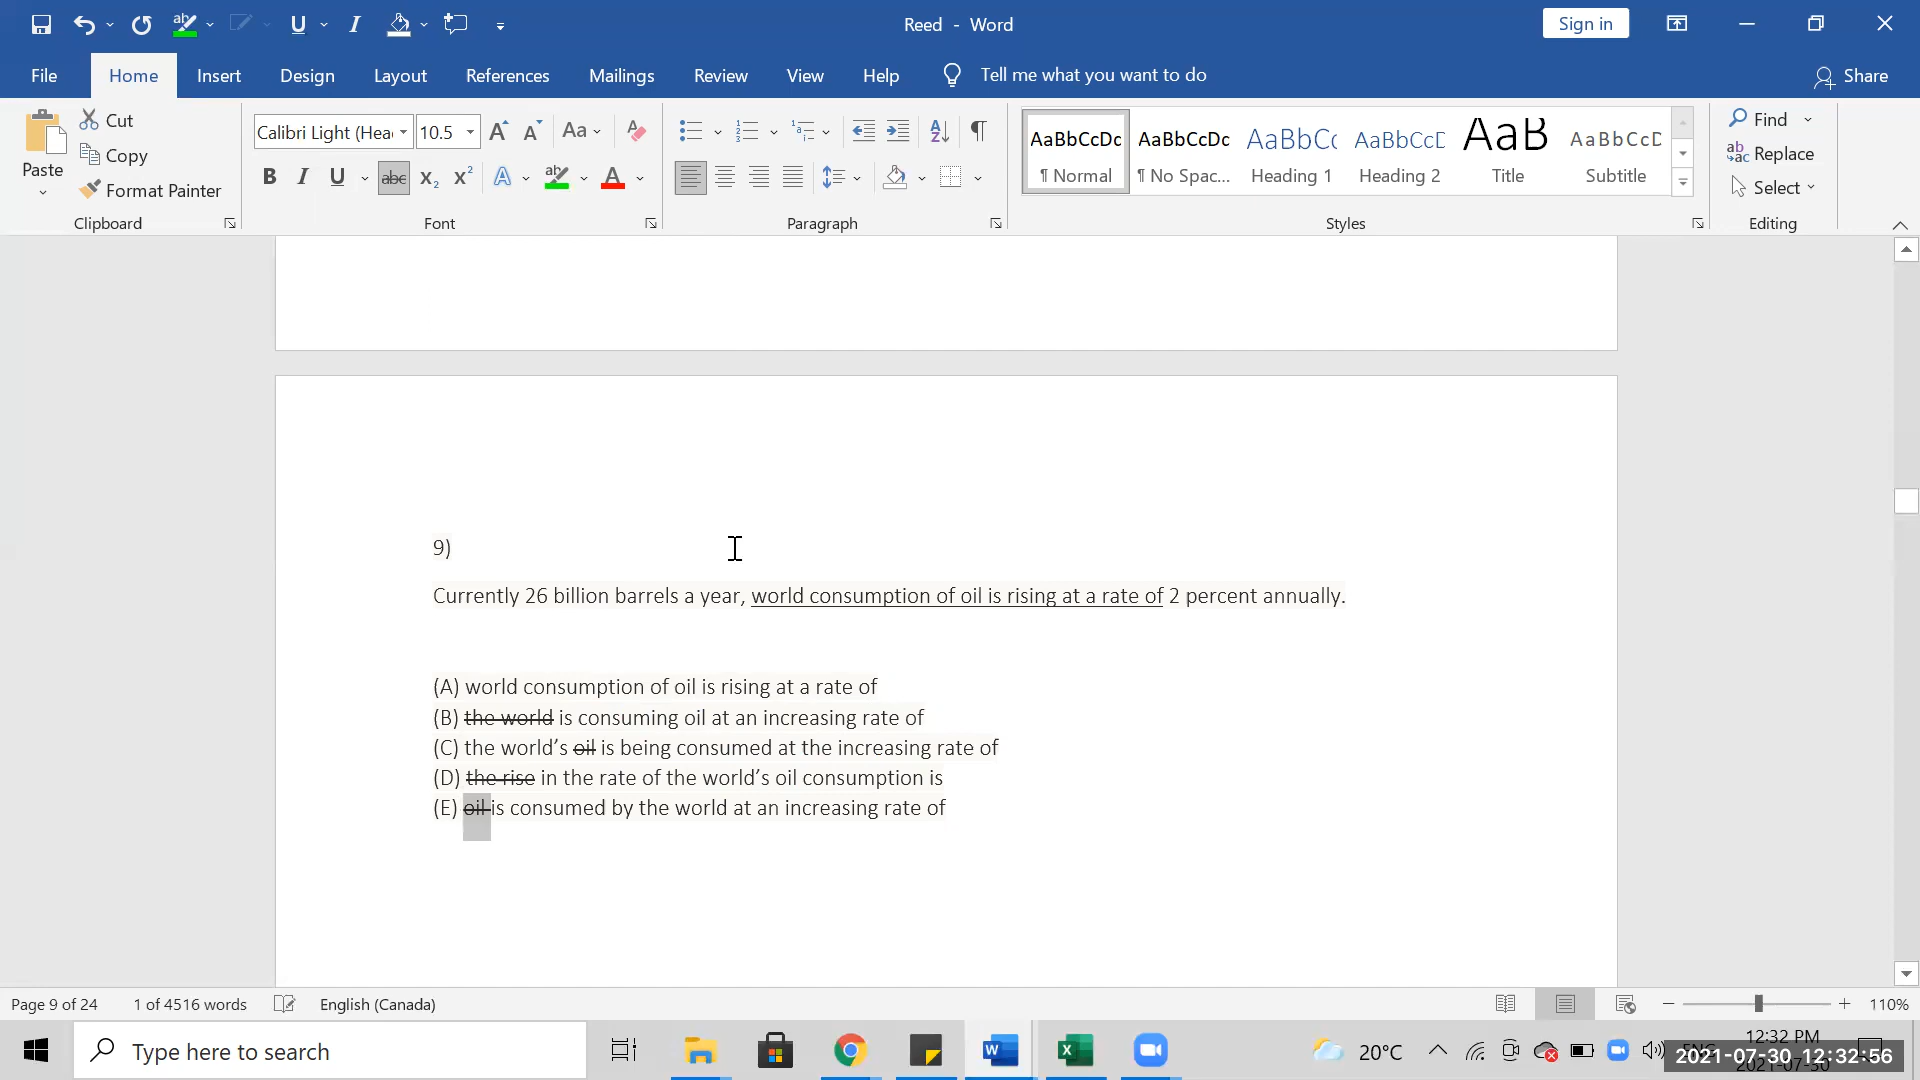 Reed - Word
Sign in
File Home Insert Design Layout References Mailings Review View Help Tell me what you want to do Share
Paste Cut Copy Format Painter
Calibri Light (Hea 10.5
AaBbCcDc AaBbCcDc AaBbCc AaBbCcD AaB AaBbCcD
¶ Normal ¶ No Spac... Heading 1 Heading 2 Title Subtitle
Find Replace Select
Clipboard Font Paragraph Styles Editing
9)
Currently 26 billion barrels a year, world consumption of oil is rising at a rate of 2 percent annually.
(A) world consumption of oil is rising at a rate of
(B) the world is consuming oil at an increasing rate of
(C) the world’s oil is being consumed at the increasing rate of
(D) the rise in the rate of the world’s oil consumption is
(E) oil is consumed by the world at an increasing rate of
Page 9 of 24 1 of 4516 words English (Canada) 110%
Type here to search 20°C 12:32 PM
2021-07-30 12:32:56